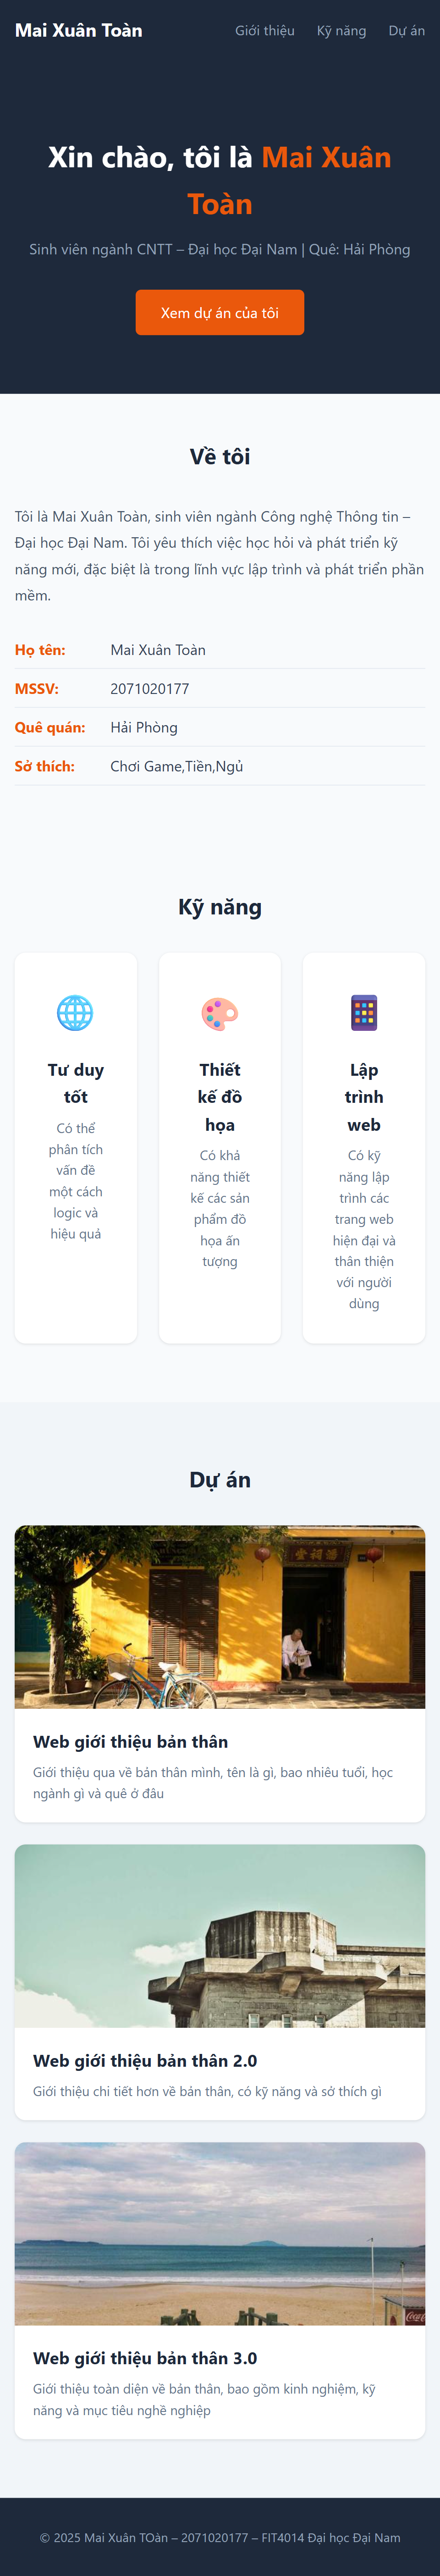 Mai Xuân Toàn
Giới thiệu
Kỹ năng
Dự án
Xin chào, tôi là Mai Xuân
Toàn
Sinh viên ngành CNTT – Đại học Đại Nam | Quê: Hải Phòng
Xem dự án của tôi
Về tôi
Tôi là Mai Xuân Toàn, sinh viên ngành Công nghệ Thông tin –
Đại học Đại Nam. Tôi yêu thích việc học hỏi và phát triển kỹ
năng mới, đặc biệt là trong lĩnh vực lập trình và phát triển phần
mềm.
Họ tên: Mai Xuân Toàn
MSSV: 2071020177
Quê quán: Hải Phòng
Sở thích: Chơi Game,Tiền,Ngủ
Kỹ năng
Tư duy
tốt
Có thể
phân tích
vấn đề
một cách
logic và
hiệu quả
Thiết
kế đồ
họa
Có khả
năng thiết
kế các sản
phẩm đồ
họa ấn
tượng
Lập
trình
web
Có kỹ
năng lập
trình các
trang web
hiện đại và
thân thiện
với người
dùng
Dự án
Web giới thiệu bản thân
Giới thiệu qua về bản thân mình, tên là gì, bao nhiêu tuổi, học
ngành gì và quê ở đâu
Web giới thiệu bản thân 2.0
Giới thiệu chi tiết hơn về bản thân, có kỹ năng và sở thích gì
Web giới thiệu bản thân 3.0
Giới thiệu toàn diện về bản thân, bao gồm kinh nghiệm, kỹ
năng và mục tiêu nghề nghiệp
© 2025 Mai Xuân TOàn – 2071020177 – FIT4014 Đại học Đại Nam